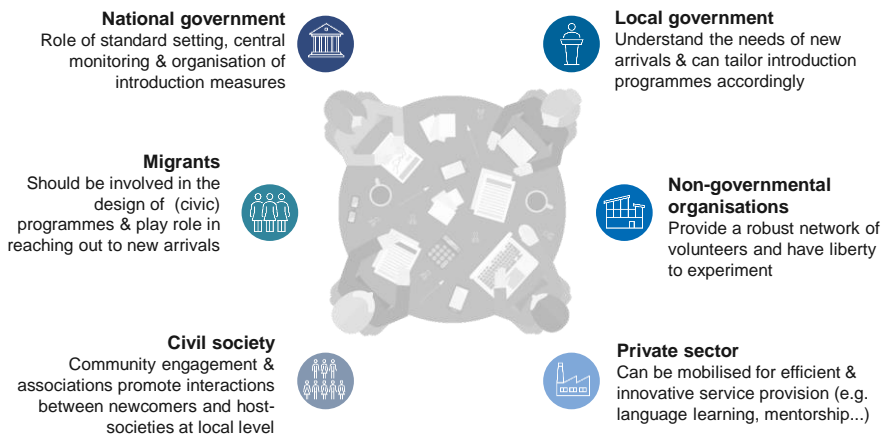 National government
Role of standard setting, central
monitoring & organisation of
introduction measures
Local government
Understand the needs of new
arrivals & can tailor introduction
programmes accordingly
Migrants
Should be involved in the
design of (civic)
programmes & play role in
reaching out to new arrivals
Non-governmental
organisations
Provide a robust network of
volunteers and have liberty
to experiment
Civil society
Community engagement &
associations promote interactions
between newcomers and host-
societies at local level
Private sector
Can be mobilised for efficient &
innovative service provision (e.g.
language learning, mentorship...)